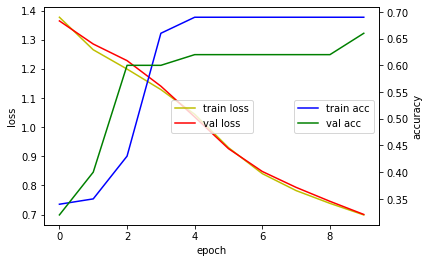 1.4
1.3
1.2
1.1
1.0
0.9
0.8
0.7
loss
0 2 4 6 8
epoch
0.70
0.65
0.60
0.55
0.50
0.45
0.40
0.35
accuracy
train loss
val loss
train acc
val acc